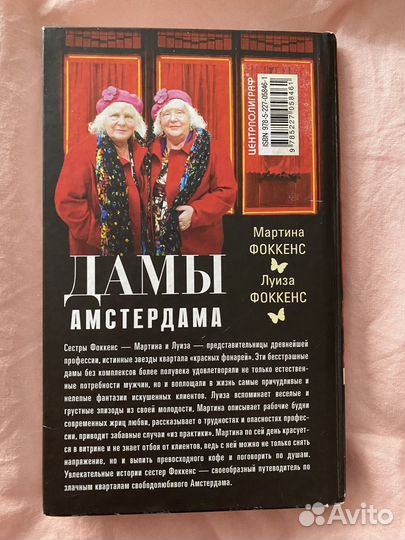 ЦЕНТРПОЛИГРАФ®
ISBN 978-5-227-05846-1
9785227058461
Мартина
ФОККЕНС
Луиза
ФОККЕНС
ДАМЫ
АМСТЕРДАМА
Сестры Фоккенс — Мартина и Луиза — представительницы древнейшей
профессии, истинные звезды квартала «красных фонарей». Эти бесстрашные
дамы без комплексов более полувека удовлетворяли не только естествен-
ные потребности мужчин, но и воплощали в жизнь самые причудливые и
нелепые фантазии искушенных клиентов. Луиза вспоминает веселые и
грустные эпизоды из своей молодости, Мартина описывает рабочие будни
современных жриц любви, рассказывает о трудностях и опасностях профес-
сии, приводит забавные случаи «из практики». Мартина по сей день красует-
ся в витрине и не знает отбоя от клиентов, ведь с ней можно не только снять
напряжение, но и выпить превосходного кофе и поговорить по душам.
Увлекательные истории сестер Фоккенс — своеобразный путеводитель по
злачным кварталам свободолюбивого Амстердама.
Avito